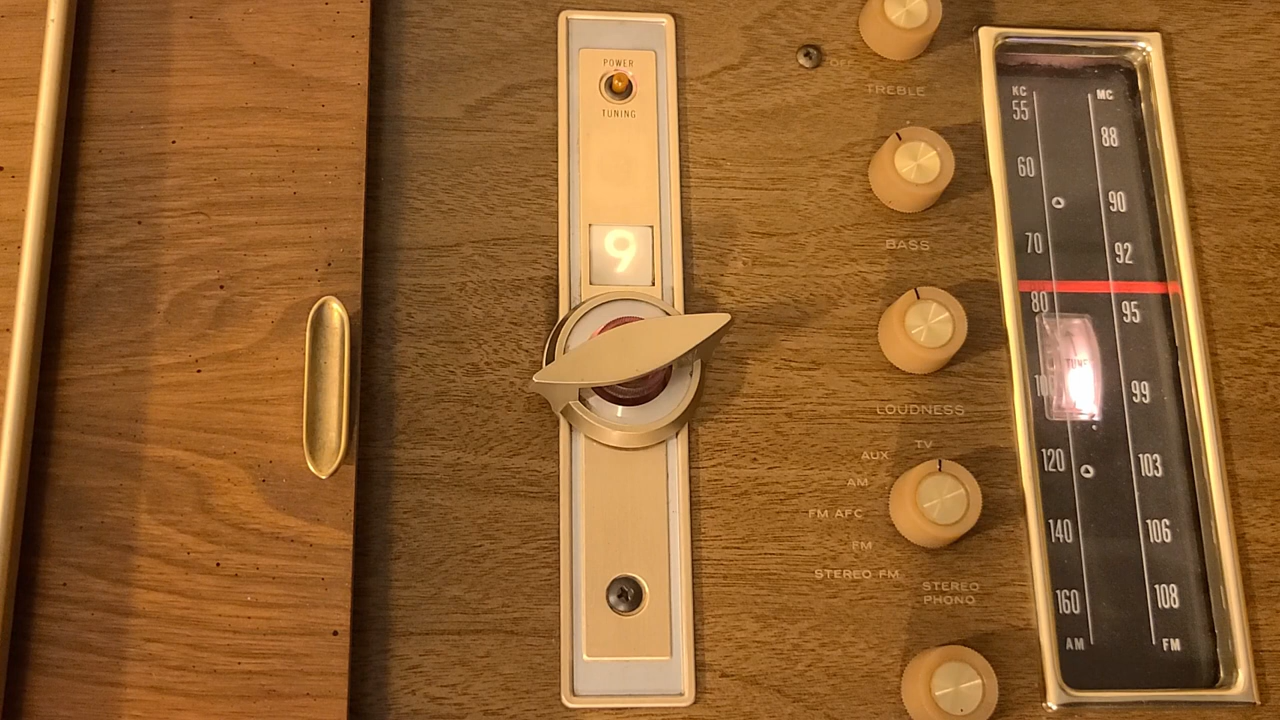 POWER
TUNING
9
OFF
TREBLE
BASS
LOUDNESS
TV
AUX
AM
FM AFC
FM
STEREO FM
STEREO
PHONO
KC MC
55
88
60
90
70
92
80
95
TUNE
99
120 103
140 106
160 108
AM FM